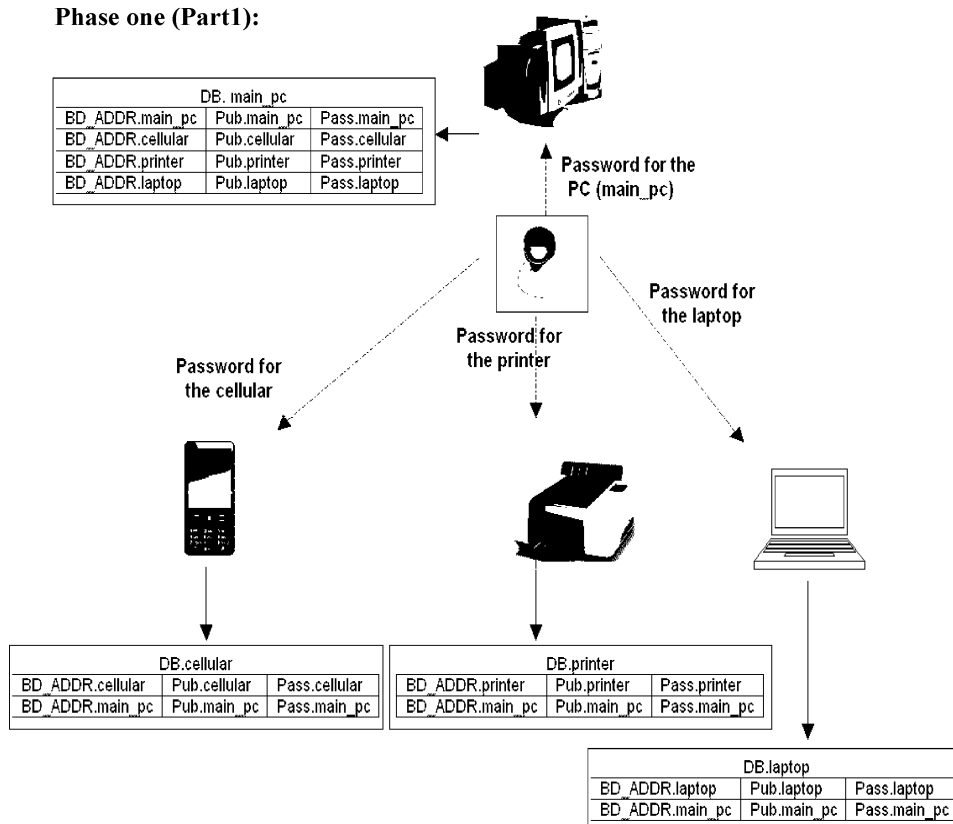 Phase one (Part1):
DB. main_pc
BD_ADDR.main_pc Pub.main_pc Pass.main_pc
BD_ADDR.cellular Pub.cellular Pass.cellular
BD_ADDR.printer Pub.printer Pass.printer
BD_ADDR.laptop Pub.laptop Pass.laptop
Password for the
PC (main_pc)
Password for
the laptop
Password for
the printer
Password for
the cellular
DB.cellular
BD_ADDR.cellular Pub.cellular Pass.cellular
BD_ADDR.main_pc Pub.main_pc Pass.main_pc
DB.printer
BD_ADDR.printer Pub.printer Pass.printer
BD_ADDR.main_pc Pub.main_pc Pass.main_pc
DB.laptop
BD_ADDR.laptop Pub.laptop Pass.laptop
BD_ADDR.main_pc Pub.main_pc Pass.main_pc